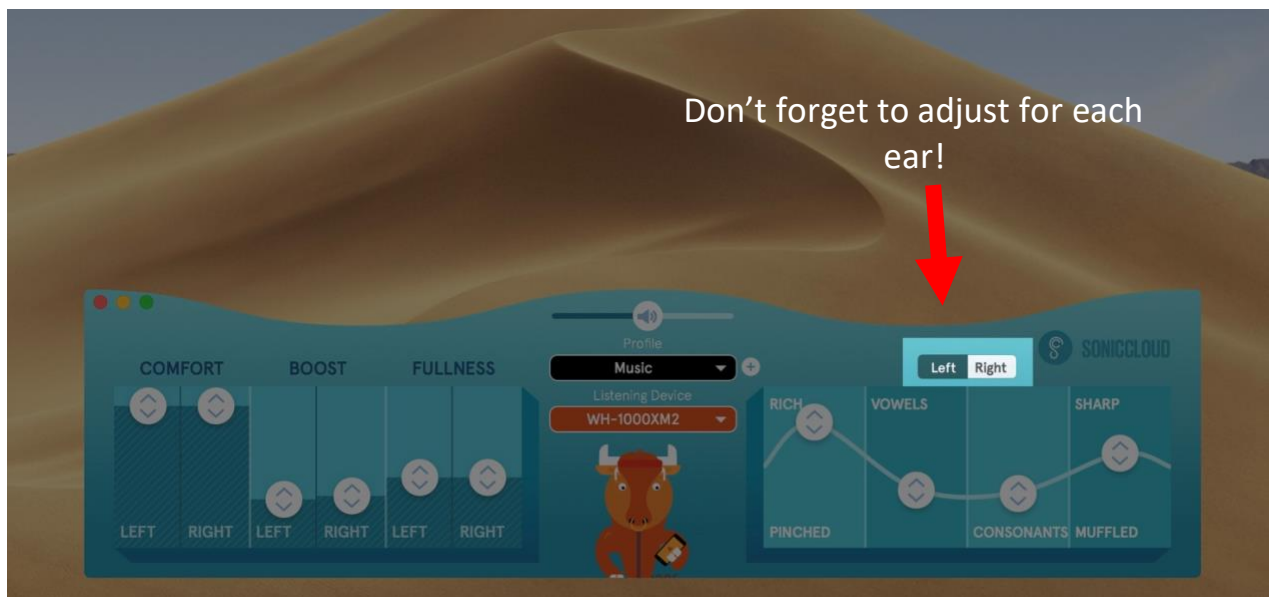 Don’t forget to adjust for each
ear!
Profile
COMFORT BOOST FULLNESS
Music
Listening Device
WH-1000XM2
LEFT RIGHT LEFT RIGHT LEFT RIGHT
Left Right
SONICCLOUD
RICH VOWELS SHARP
PINCHED CONSONANTS MUFFLED